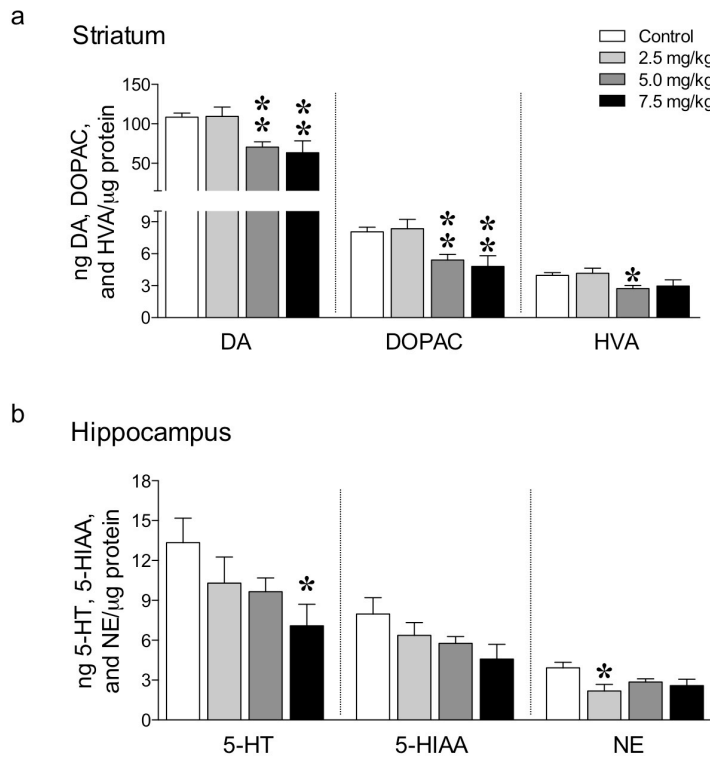 a
Striatum
Control
2.5 mg/kg
5.0 mg/kg
7.5 mg/kg
ng DA, DOPAC,
and HVA/μg protein
150
100
50
9
6
3
0
**
**
**
**
*
DA
DOPAC
HVA
b
Hippocampus
ng 5-HT, 5-HIAA,
and NE/μg protein
18
15
12
9
6
3
0
*
*
5-HT
5-HIAA
NE